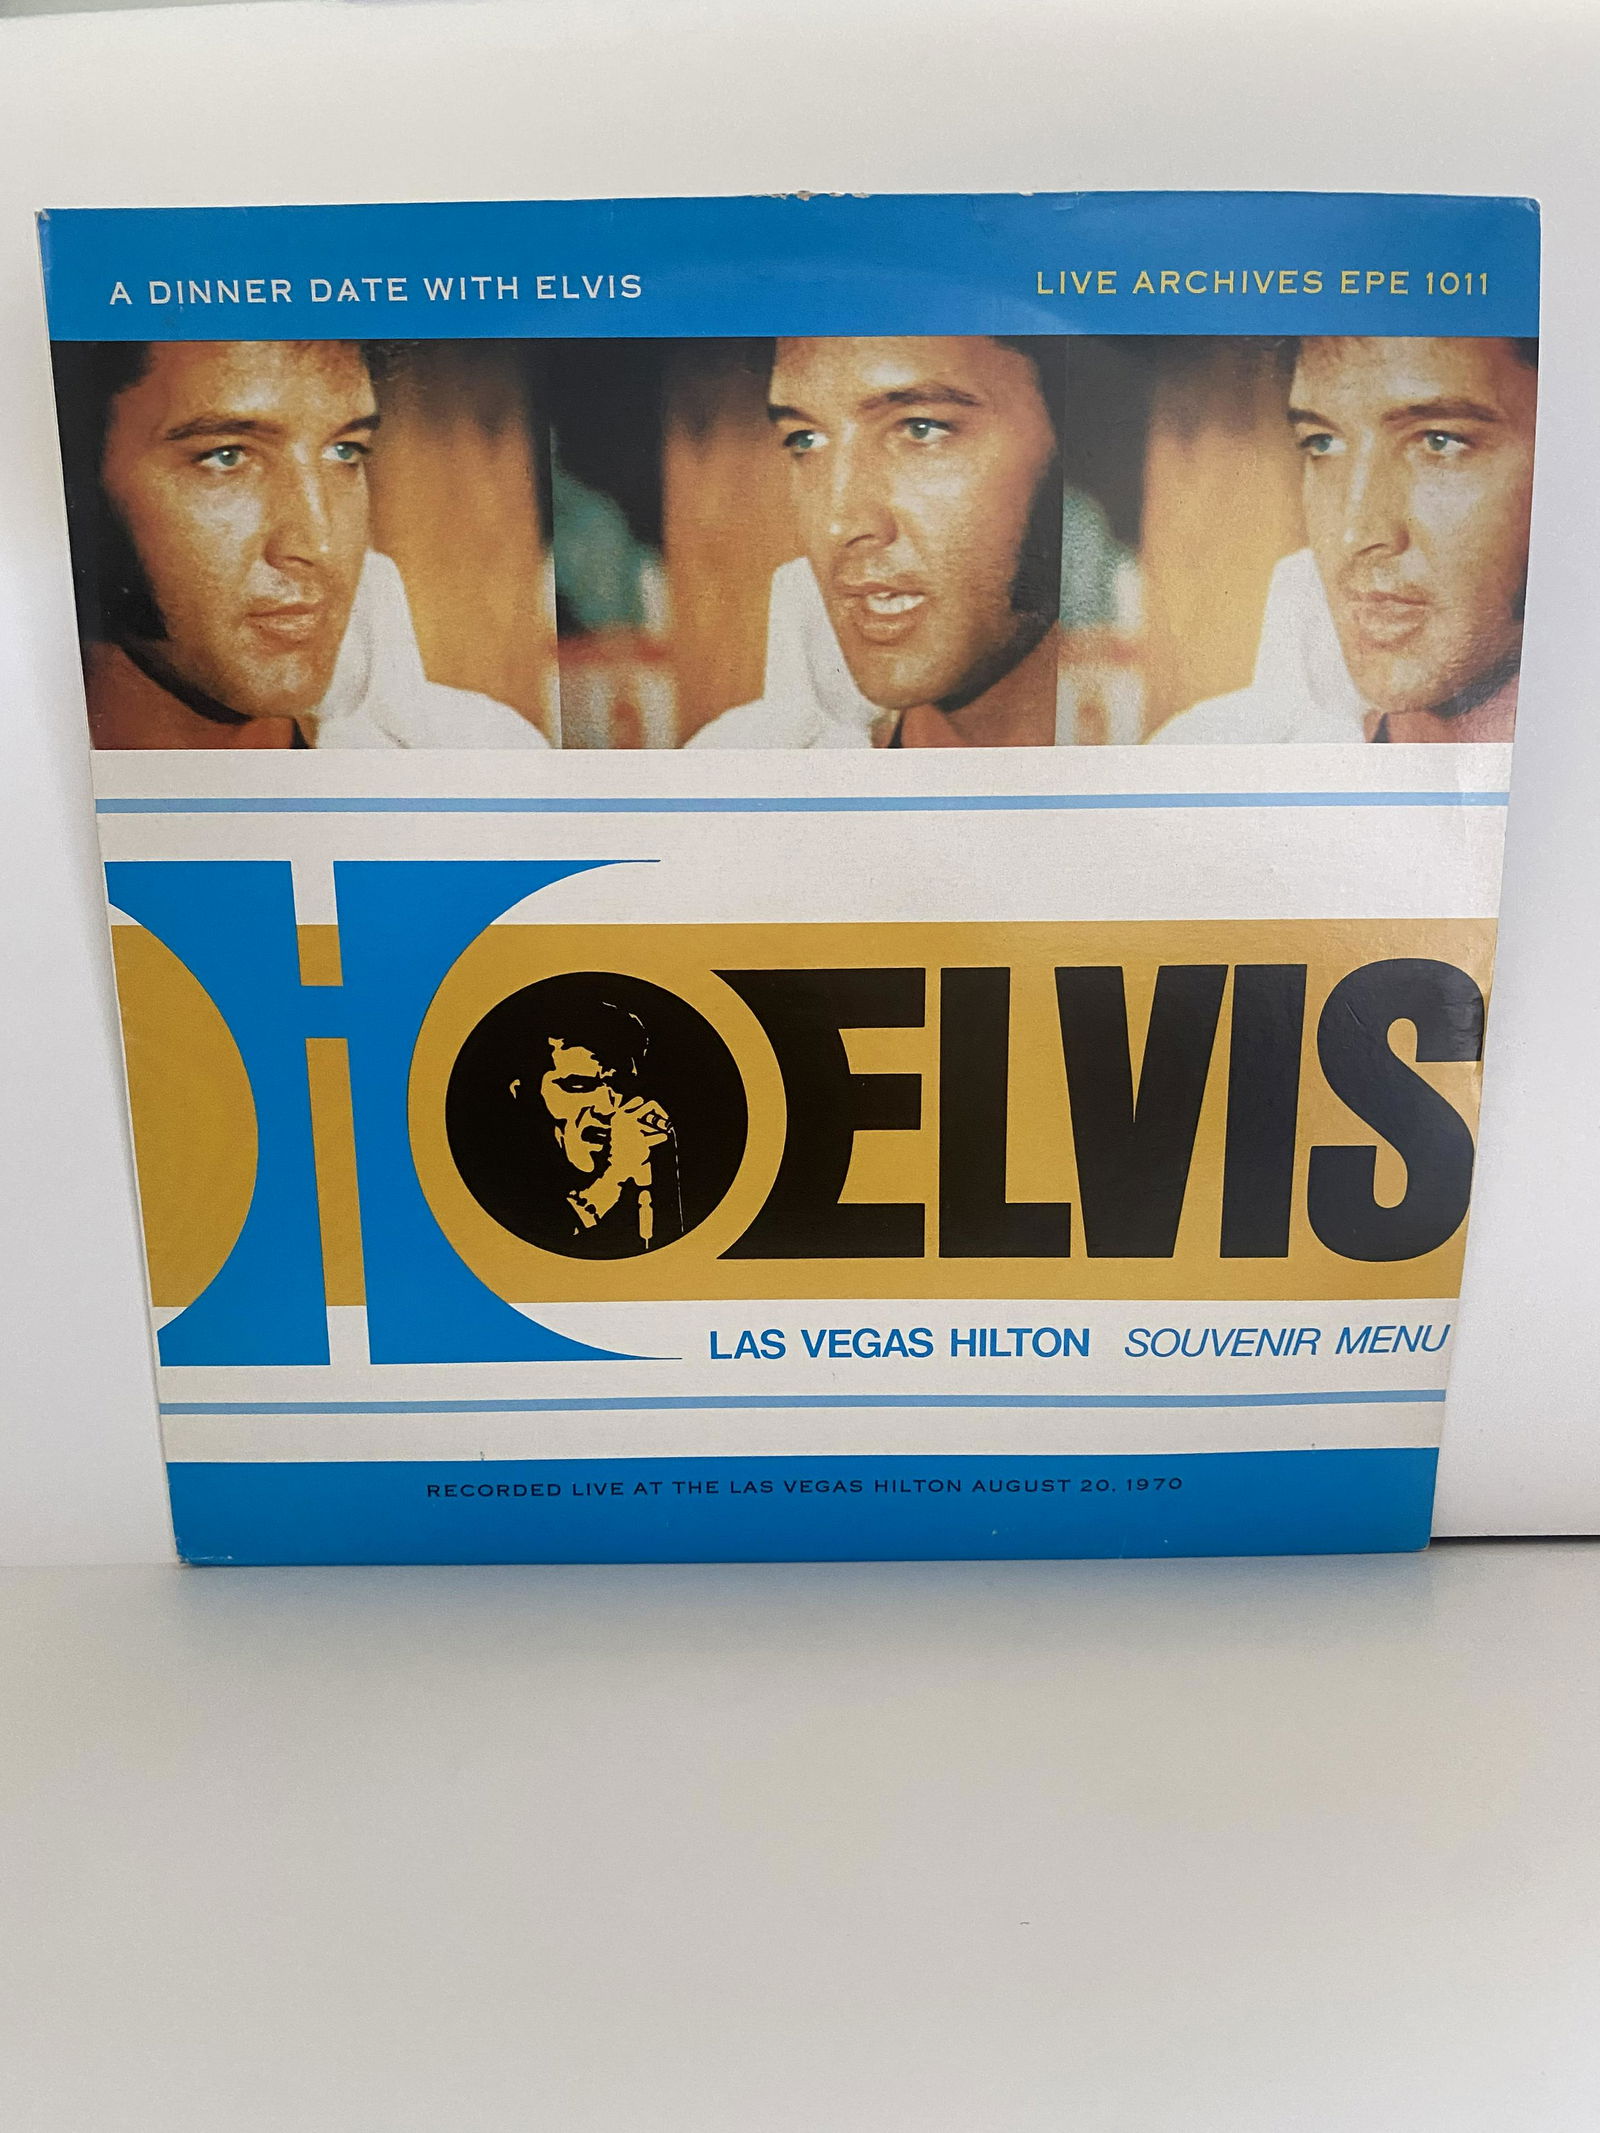 A DINNER DATE WITH ELVIS
LIVE ARCHIVES EPE 1011
H ELVIS
LAS VEGAS HILTON SOUVENIR MENU
RECORDED LIVE AT THE LAS VEGAS HILTON AUGUST 20, 1970